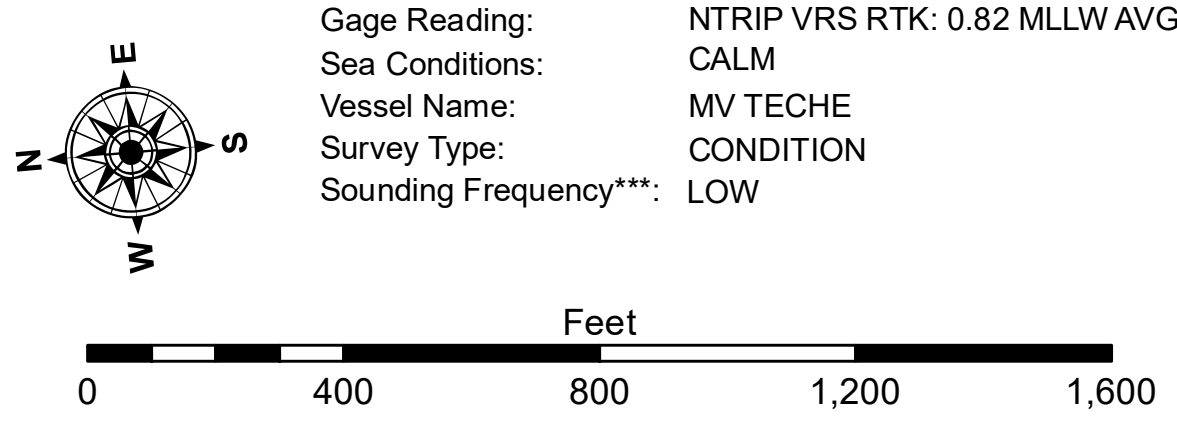 Gage Reading: NTRIP VRS RTK: 0.82 MLLW AVG
Sea Conditions: CALM
Vessel Name: MV TECHE
Survey Type: CONDITION
Sounding Frequency***: LOW
E
N
S
W
Feet
0 400 800 1,200 1,600